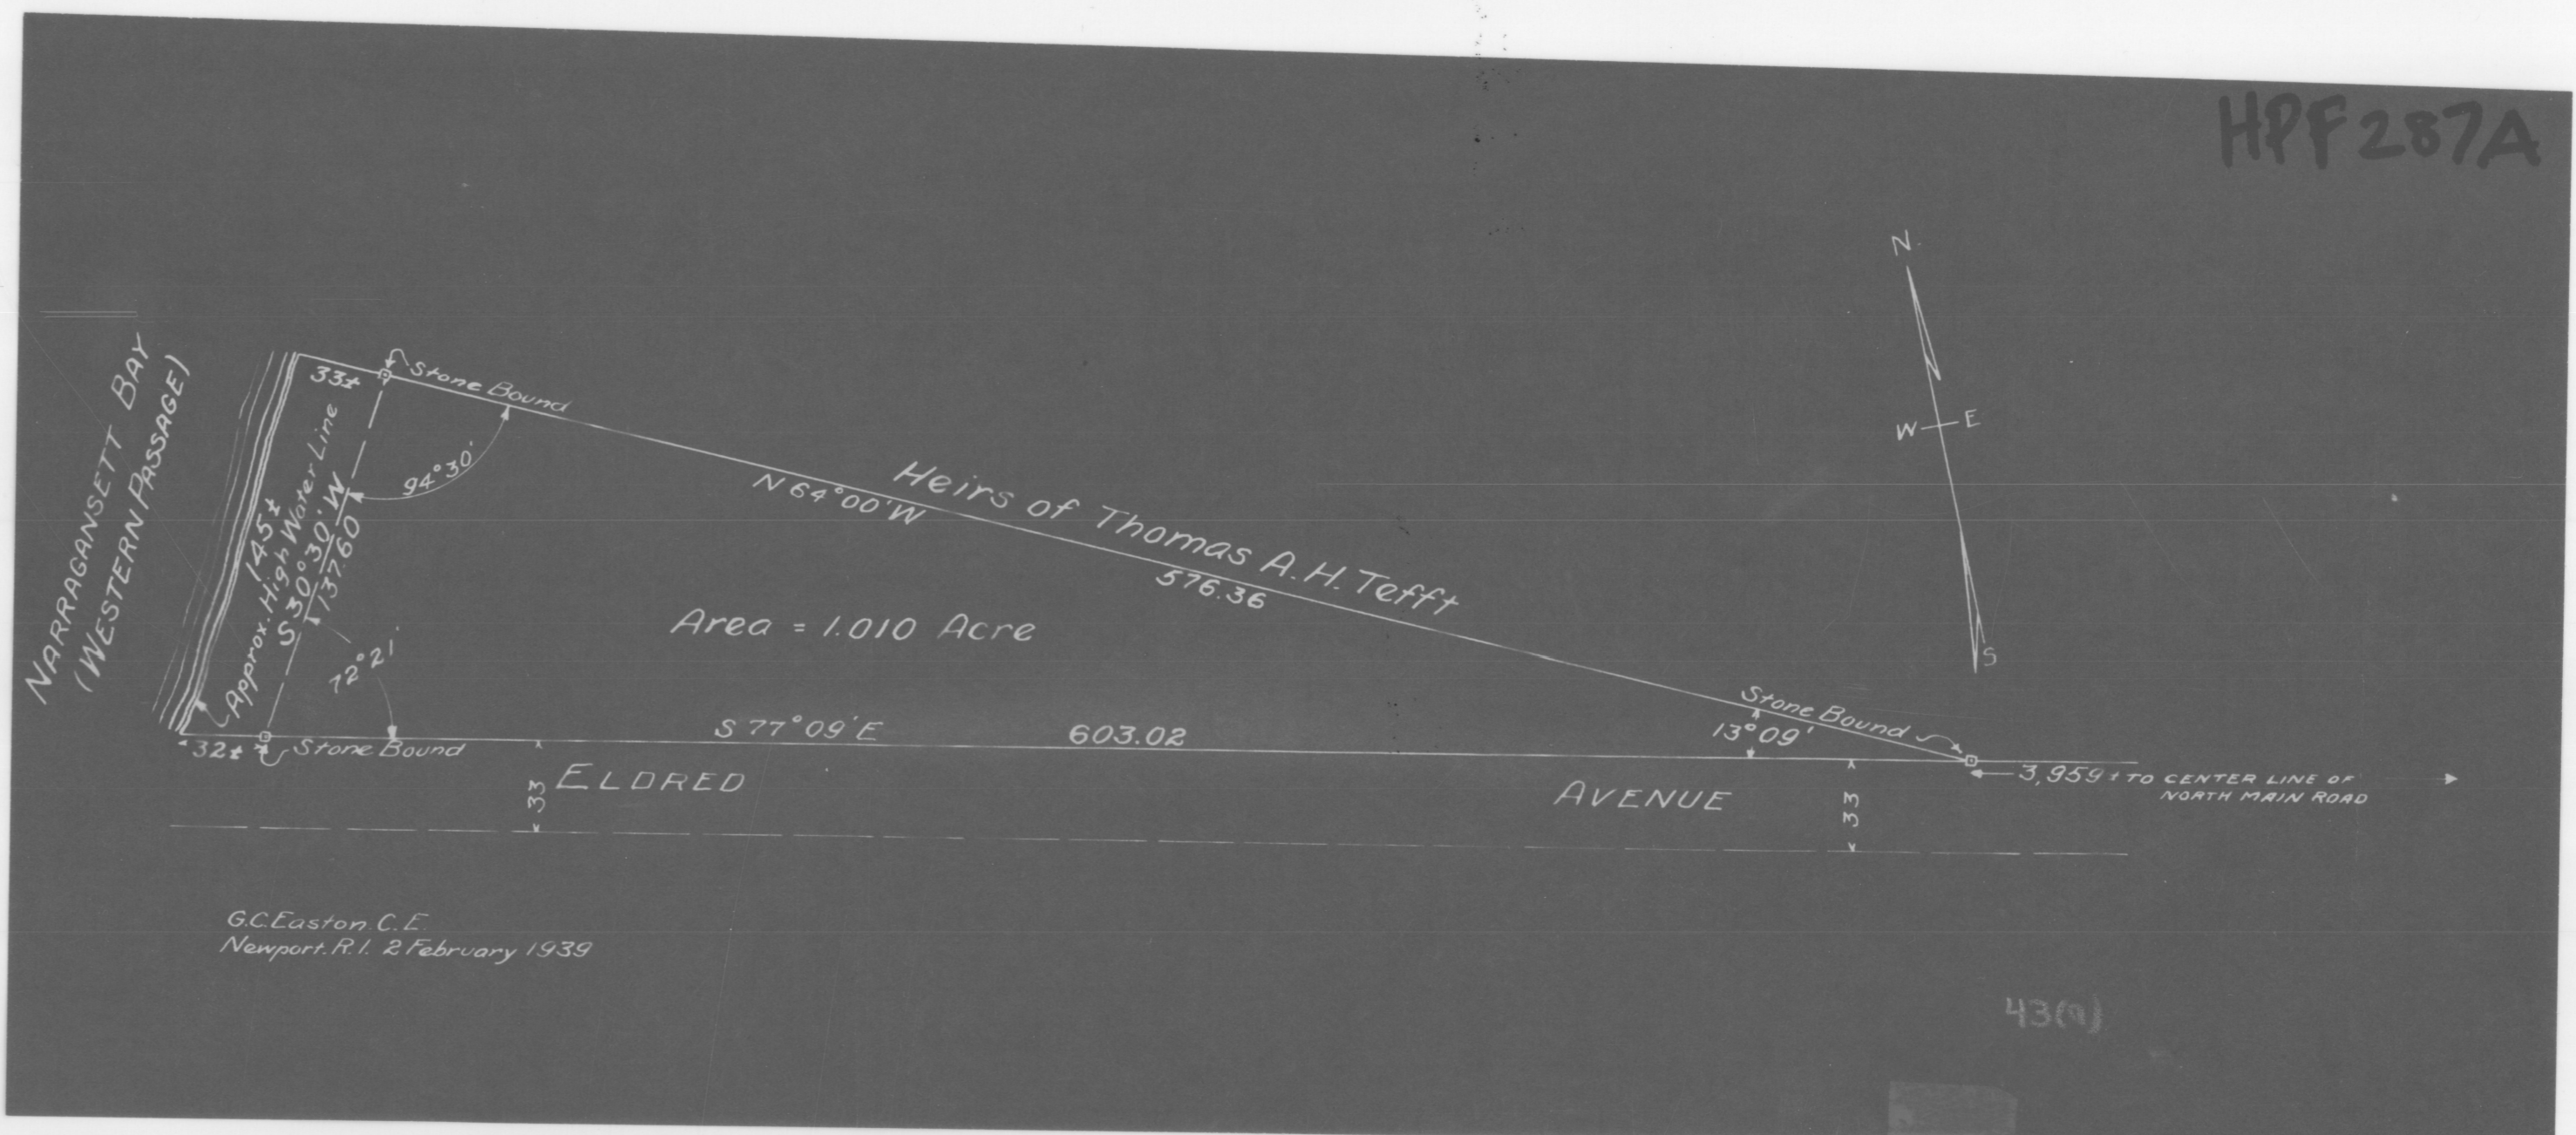 HPF 287A
N.
W E
S
NARRAGANSETT BAY
(WESTERN PASSAGE)
33±
Stone Bound
94°30'
145±
Approx. High Water Line
S 30°30' W
137.60
72°21'
N 64°00' W
Heirs of Thomas A.H. Tefft
576.36
Area = 1.010 Acre
S 77°09' E
603.02
Stone Bound
13°09'
32±
Stone Bound
33
ELDRED AVENUE
33
3,959± TO CENTER LINE OF
NORTH MAIN ROAD
G.C. Easton. C.E.
Newport. R.I. 2 February 1939